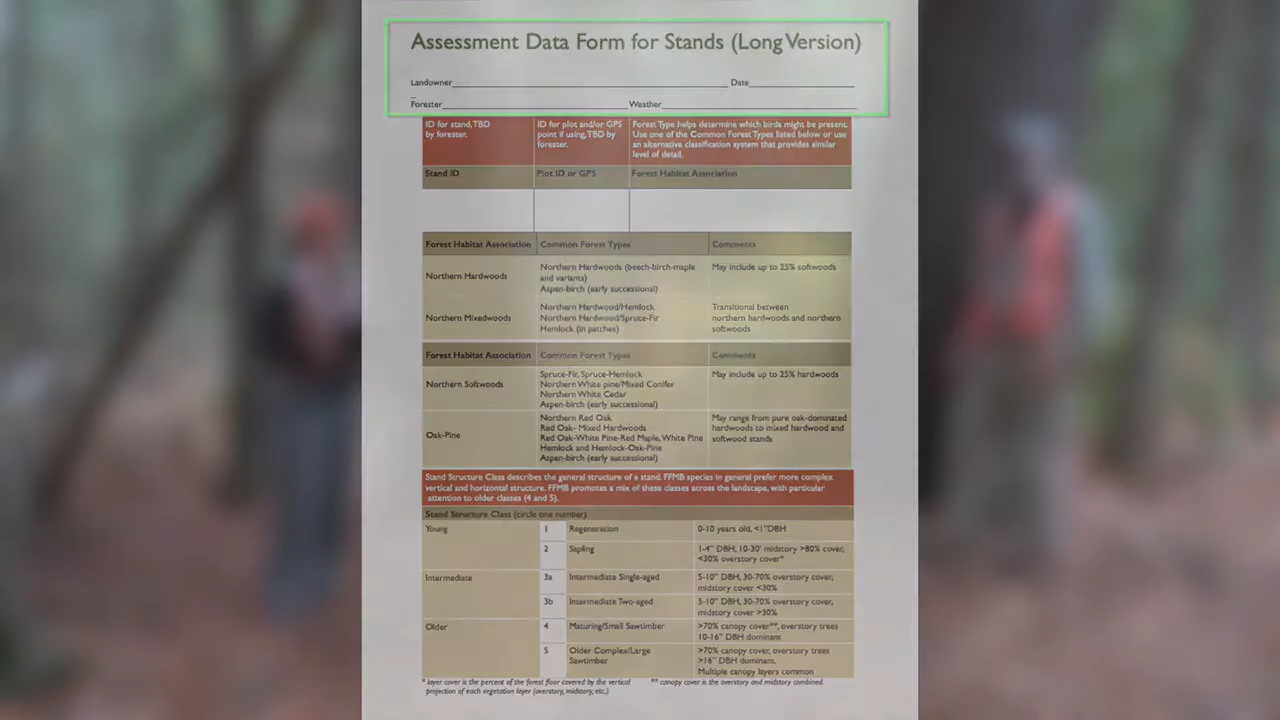 Assessment Data Form for Stands (Long Version)
Landowner Date
Forester Weather
ID for stand, TBD by forester.
ID for plot and/or GPS point if using, TBD by forester.
Forest Type helps determine which birds might be present. Use one of the Common Forest Types listed below or use an alternative classification system that provides similar level of detail.
Stand ID Plot ID or GPS Forest Habitat Association
Forest Habitat Association Common Forest Types Comments
Northern Hardwoods
Northern Hardwoods (beech-birch-maple
and variants)
Aspen-birch (early successional)
May include up to 25% softwoods
Northern Mixedwoods
Northern Hardwood/Hemlock
Northern Hardwood/Spruce-Fir
Hemlock (in patches)
Transitional between
northern hardwoods and northern
softwoods
Forest Habitat Association Common Forest Types Comments
Northern Softwoods
Spruce-Fir, Spruce-Hemlock
Northern White pine/Mixed Conifer
Northern White Cedar
Aspen-birch (early successional)
May include up to 25% hardwoods
Oak-Pine
Northern Red Oak
Red Oak- Mixed Hardwoods
Red Oak-White Pine-Red Maple, White Pine
Hemlock and Hemlock-Oak-Pine
Aspen-birch (early successional)
May range from pure oak-dominated
hardwoods to mixed hardwood and
softwood stands
Stand Structure Class describes the general structure of a stand. FFMB species in general prefer more complex
vertical and horizontal structure. FFMB promotes a mix of these classes across the landscape, with particular
attention to older classes (4 and 5).
Stand Structure Class (circle one number)
Young 1 Regeneration 0-10 years old, <1"DBH
2 Sapling 1-4" DBH, 10-30' midstory >80% cover,
<30% overstory cover*
Intermediate 3a Intermediate Single-aged 5-10" DBH, 30-70% overstory cover,
midstory cover <30%
3b Intermediate Two-aged 5-10" DBH, 30-70% overstory cover,
midstory cover >30%
Older 4 Maturing/Small Sawtimber >70% canopy cover**, overstory trees
10-16" DBH dominant
5 Older Complex/Large
Sawtimber
>70% canopy cover, overstory trees
>16" DBH dominant.
Multiple canopy layers common
* layer cover is the percent of the forest floor covered by the vertical
projection of each vegetation layer (overstory, midstory, etc.)
** canopy cover is the overstory and midstory combined.